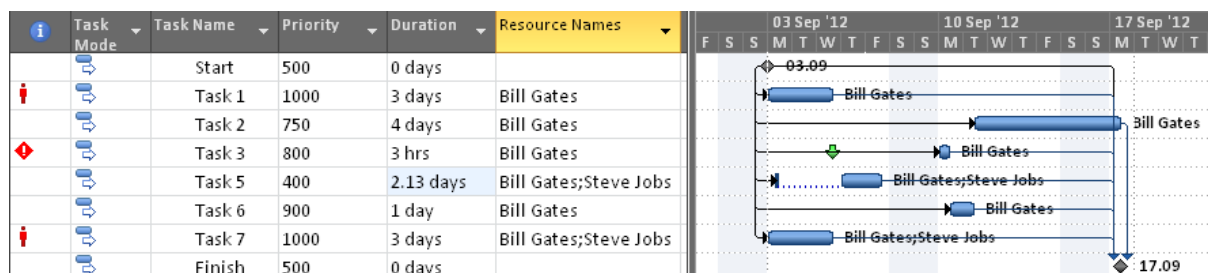 Task Mode Task Name Priority Duration Resource Names 03 Sep '12 10 Sep '12 17 Sep '12
F S S M T W T F S S M T W T F S S M T W T
Start 500 0 days 03.09
Task 1 1000 3 days Bill Gates Bill Gates
Task 2 750 4 days Bill Gates Bill Gates
Task 3 800 3 hrs Bill Gates Bill Gates
Task 5 400 2.13 days Bill Gates;Steve Jobs Bill Gates;Steve Jobs
Task 6 900 1 day Bill Gates Bill Gates
Task 7 1000 3 days Bill Gates;Steve Jobs Bill Gates;Steve Jobs
Finish 500 0 days 17.09